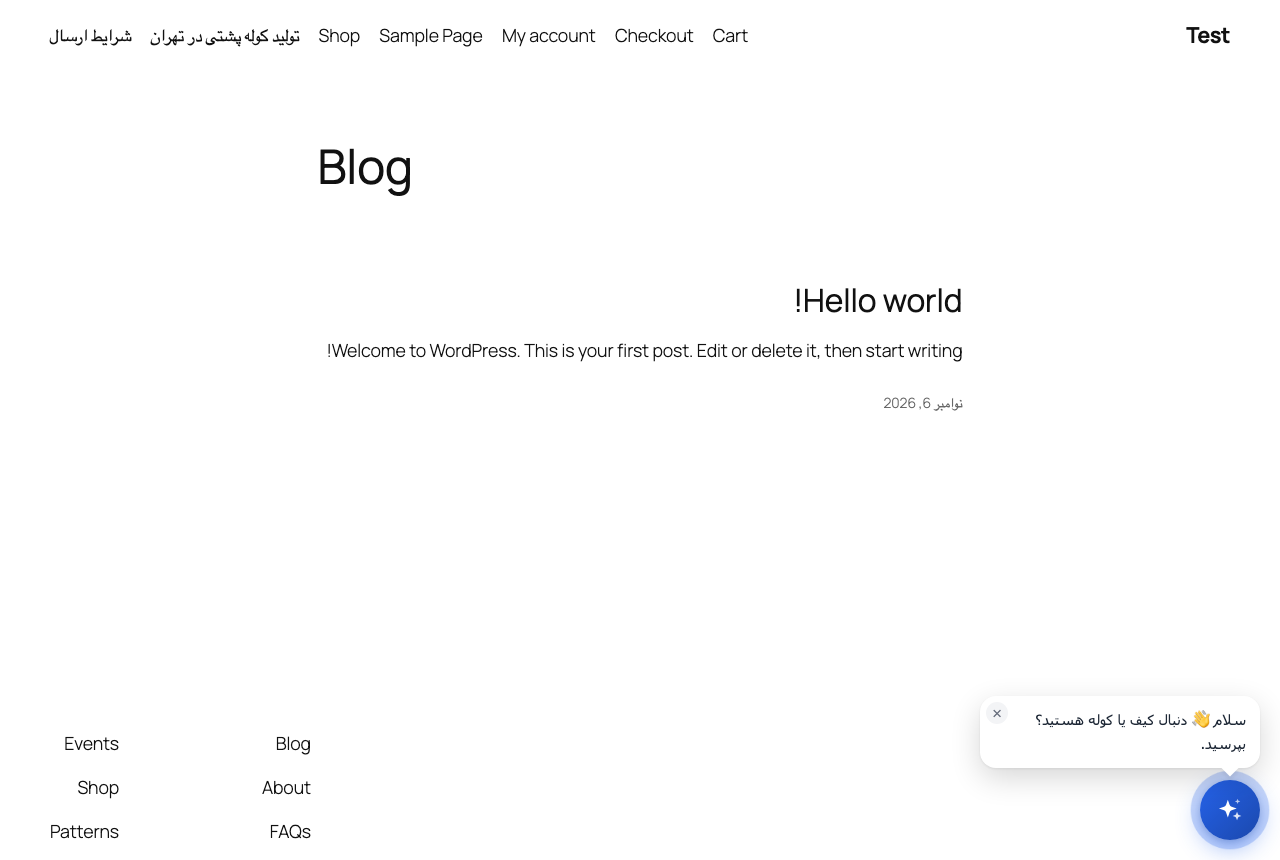 Test
Cart
Checkout
My account
Sample Page
Shop
تولید کوله پشتی در تهران
شرایط ارسال
Blog
Hello world!
Welcome to WordPress. This is your first post. Edit or delete it, then start writing!
نوامبر 6, 2026
سلام 👋 دنبال کیف یا کوله هستید؟
بپرسید.
Blog
About
FAQs
Events
Shop
Patterns